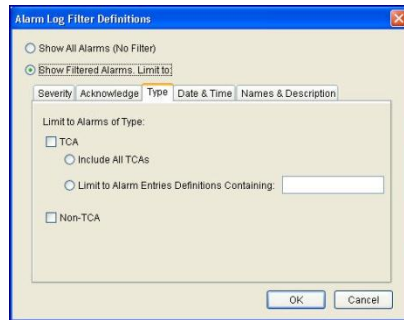 Alarm Log Filter Definitions
Show All Alarms (No Filter)
Show Filtered Alarms. Limit to:
Severity Acknowledge Type Date & Time Names & Description
Limit to Alarms of Type:
TCA
Include All TCAs
Limit to Alarm Entries Definitions Containing:
Non-TCA
OK Cancel